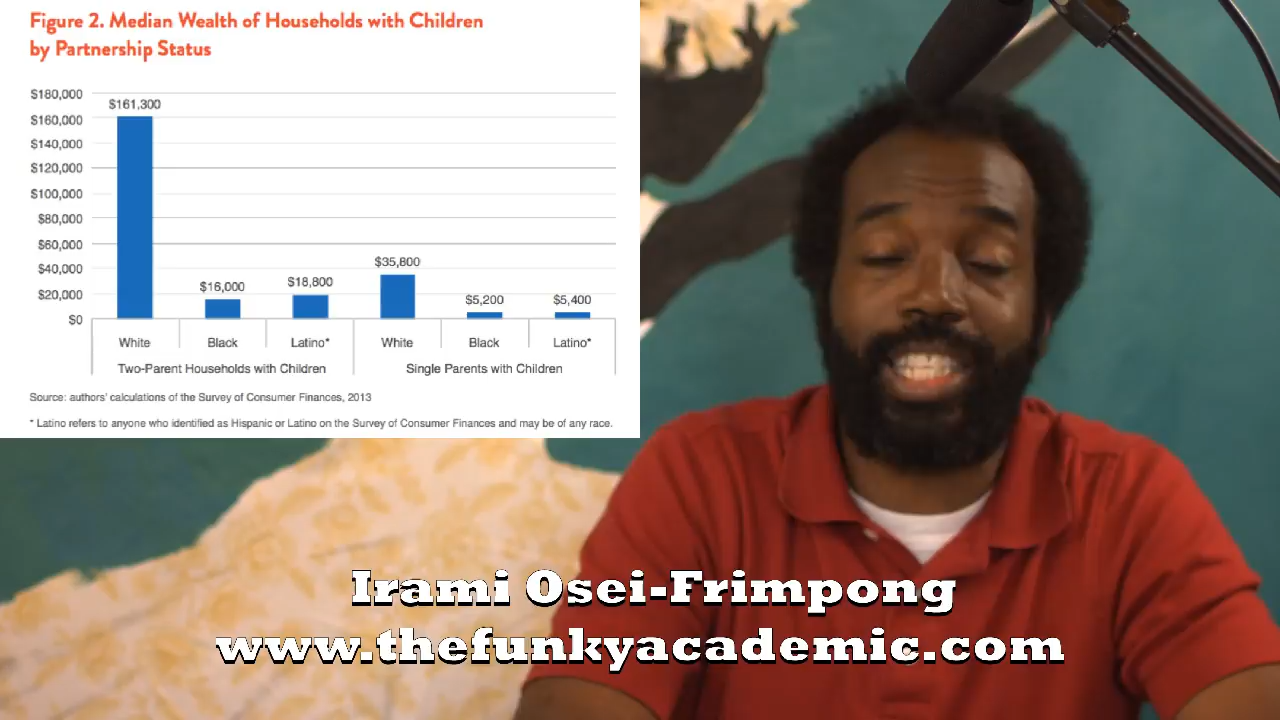 Figure 2. Median Wealth of Households with Children
by Partnership Status
$180,000
$161,300
$160,000
$140,000
$120,000
$100,000
$80,000
$60,000
$35,800
$40,000
$18,800
$16,000
$20,000
$5,200
$5,400
$0
White Black Latino* White Black Latino*
Two-Parent Households with Children Single Parents with Children
Source: authors' calculations of the Survey of Consumer Finances, 2013
* Latino refers to anyone who identified as Hispanic or Latino on the Survey of Consumer Finances and may be of any race.
Irami Osei-Frimpong
www.thefunkyacademic.com